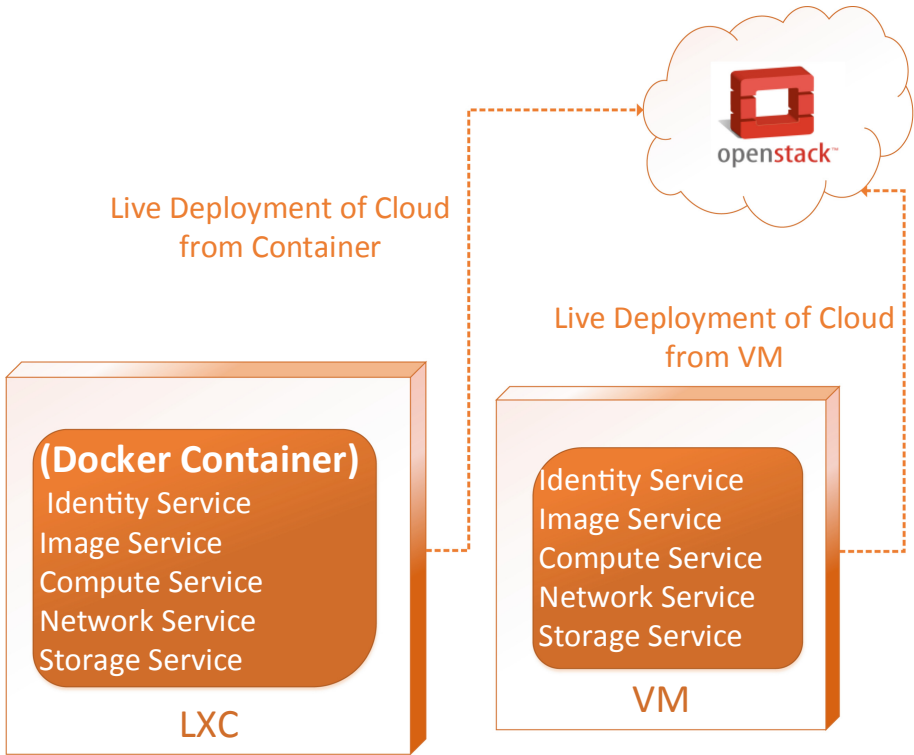 openstack™
Live Deployment of Cloud
from Container
Live Deployment of Cloud
from VM
(Docker Container)
Identity Service
Image Service
Compute Service
Network Service
Storage Service
LXC
Identity Service
Image Service
Compute Service
Network Service
Storage Service
VM